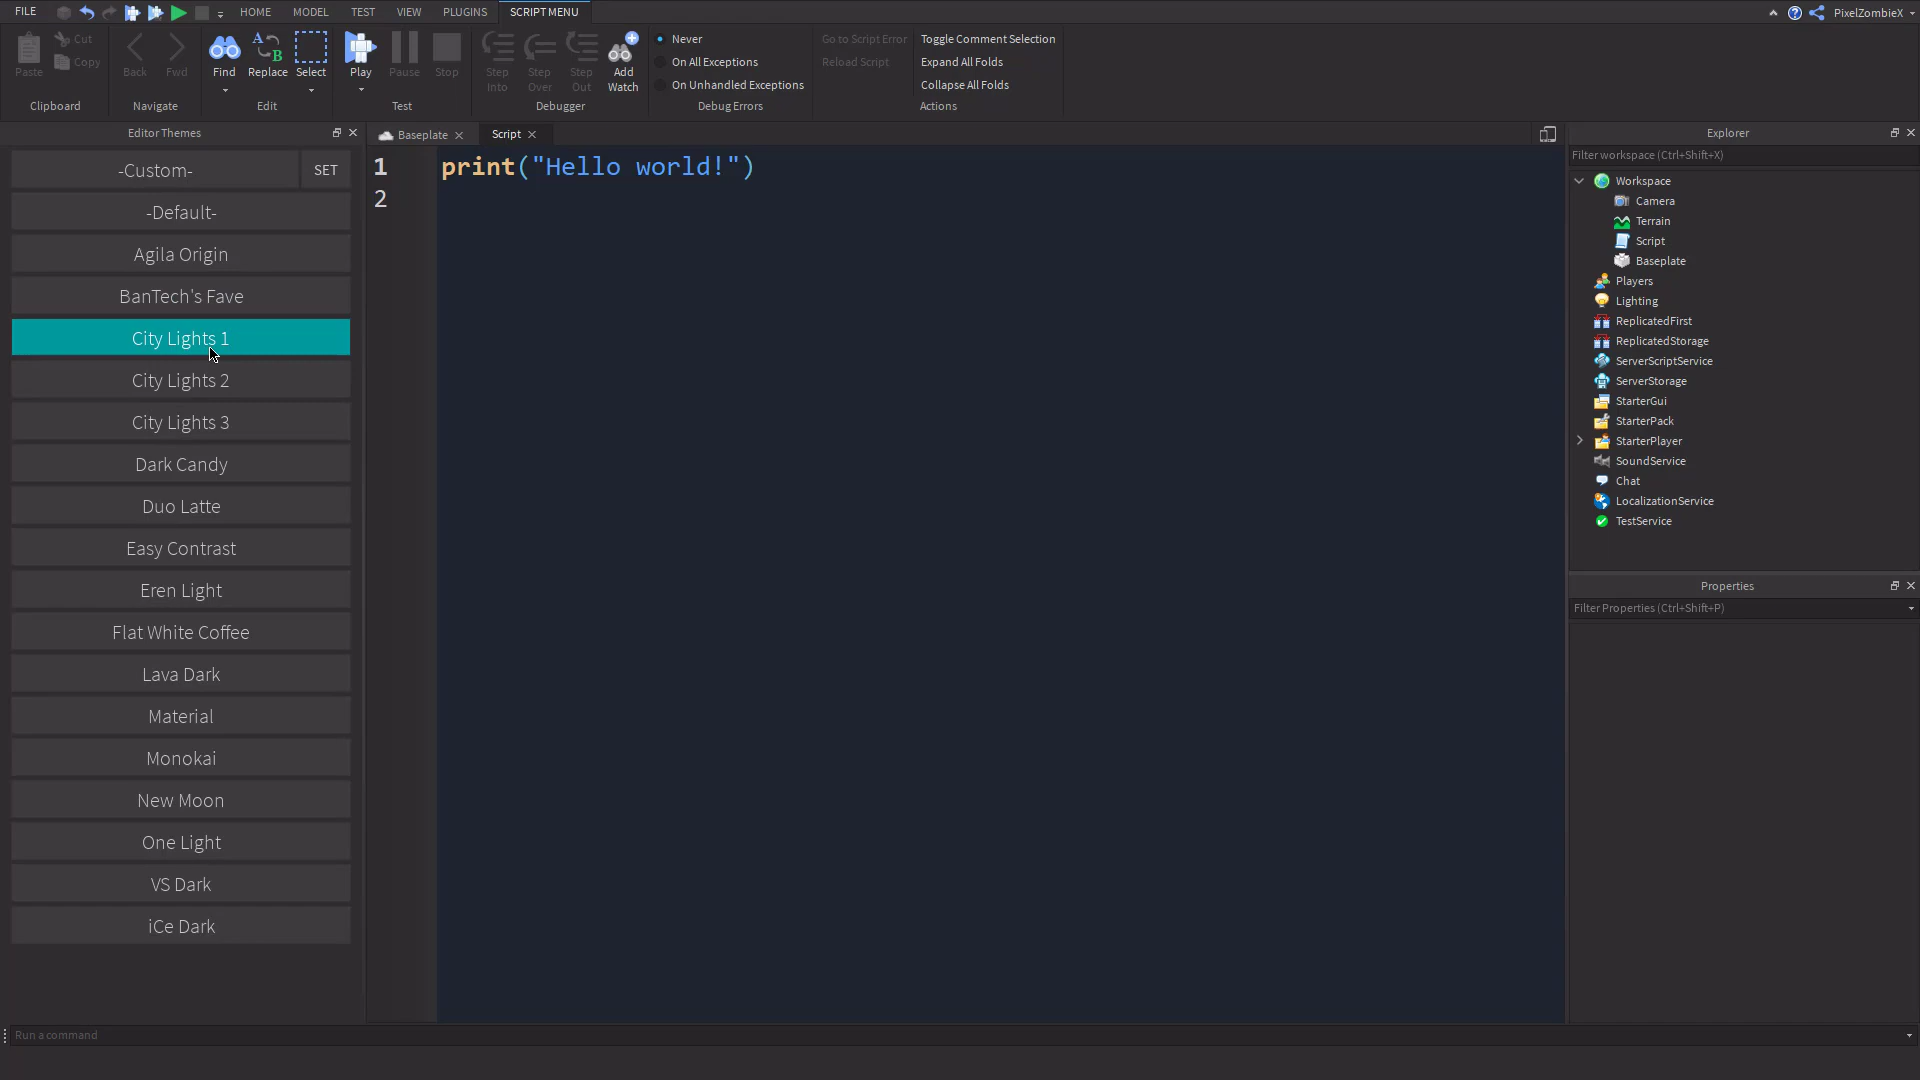 FILE HOME MODEL TEST VIEW PLUGINS SCRIPT MENU PixelZombieX
Paste Cut Copy
Clipboard
Back Fwd
Navigate
Find Replace Select
Edit
Play Pause Stop
Test
Step Into Step Over Step Out Add Watch
Debugger
Never
On All Exceptions
On Unhandled Exceptions
Debug Errors
Go to Script Error
Reload Script
Toggle Comment Selection
Expand All Folds
Collapse All Folds
Actions
Editor Themes
-Custom- SET
-Default-
Agila Origin
BanTech's Fave
City Lights 1
City Lights 2
City Lights 3
Dark Candy
Duo Latte
Easy Contrast
Eren Light
Flat White Coffee
Lava Dark
Material
Monokai
New Moon
One Light
VS Dark
iCe Dark
Baseplate Script
1 print("Hello world!")
2
Explorer
Filter workspace (Ctrl+Shift+X)
Workspace
Camera
Terrain
Script
Baseplate
Players
Lighting
ReplicatedFirst
ReplicatedStorage
ServerScriptService
ServerStorage
StarterGui
StarterPack
StarterPlayer
SoundService
Chat
LocalizationService
TestService
Properties
Filter Properties (Ctrl+Shift+P)
Run a command